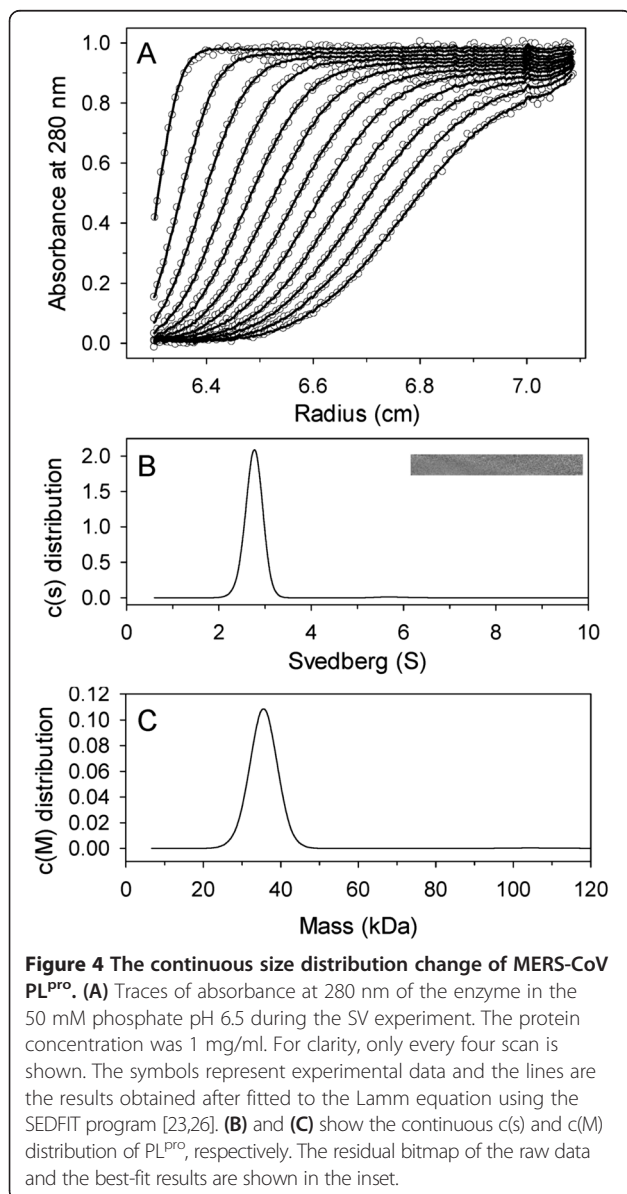 A
1.0
0.8
0.6
0.4
0.2
0.0
Absorbance at 280 nm
6.4 6.6 6.8 7.0
Radius (cm)
B
2.0
1.5
1.0
0.5
0.0
c(s) distribution
0 2 4 6 8 10
Svedberg (S)
C
0.12
0.10
0.08
0.06
0.04
0.02
0.00
c(M) distribution
0 20 40 60 80 100 120
Mass (kDa)
Figure 4 The continuous size distribution change of MERS-CoV
PLpro. (A) Traces of absorbance at 280 nm of the enzyme in the
50 mM phosphate pH 6.5 during the SV experiment. The protein
concentration was 1 mg/ml. For clarity, only every four scan is
shown. The symbols represent experimental data and the lines are
the results obtained after fitted to the Lamm equation using the
SEDFIT program [23,26]. (B) and (C) show the continuous c(s) and c(M)
distribution of PLpro, respectively. The residual bitmap of the raw data
and the best-fit results are shown in the inset.